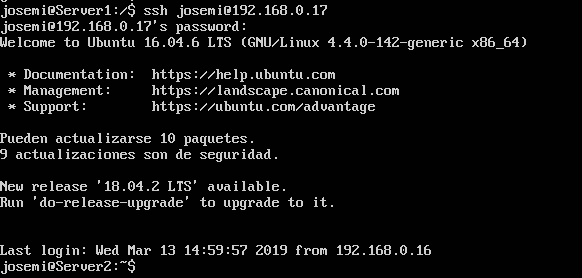 josemi@Server1:/$ ssh josemi@192.168.0.17
josemi@192.168.0.17's password:
Welcome to Ubuntu 16.04.6 LTS (GNU/Linux 4.4.0-142-generic x86_64)
* Documentation:  https://help.ubuntu.com
* Management:     https://landscape.canonical.com
* Support:        https://ubuntu.com/advantage
Pueden actualizarse 10 paquetes.
9 actualizaciones son de seguridad.
New release '18.04.2 LTS' available.
Run 'do-release-upgrade' to upgrade to it.
Last login: Wed Mar 13 14:59:57 2019 from 192.168.0.16
josemi@Server2:~$